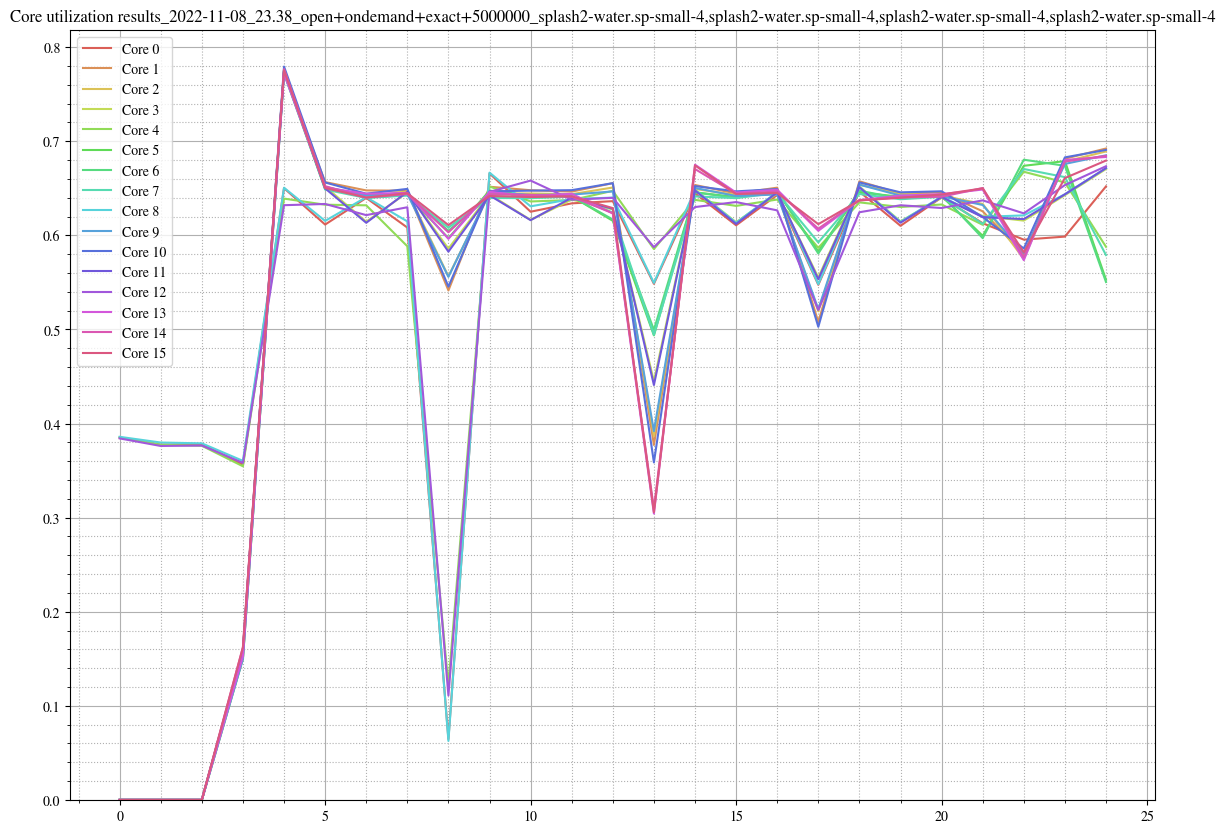 Core utilization results_2022-11-08_23.38_open+ondemand+exact+5000000_splash2-water.sp-small-4,splash2-water.sp-small-4,splash2-water.sp-small-4,splash2-water.sp-small-4
0.8
0.7
0.6
0.5
0.4
0.3
0.2
0.1
0.0
Core 0
Core 1
Core 2
Core 3
Core 4
Core 5
Core 6
Core 7
Core 8
Core 9
Core 10
Core 11
Core 12
Core 13
Core 14
Core 15
0 5 10 15 20 25